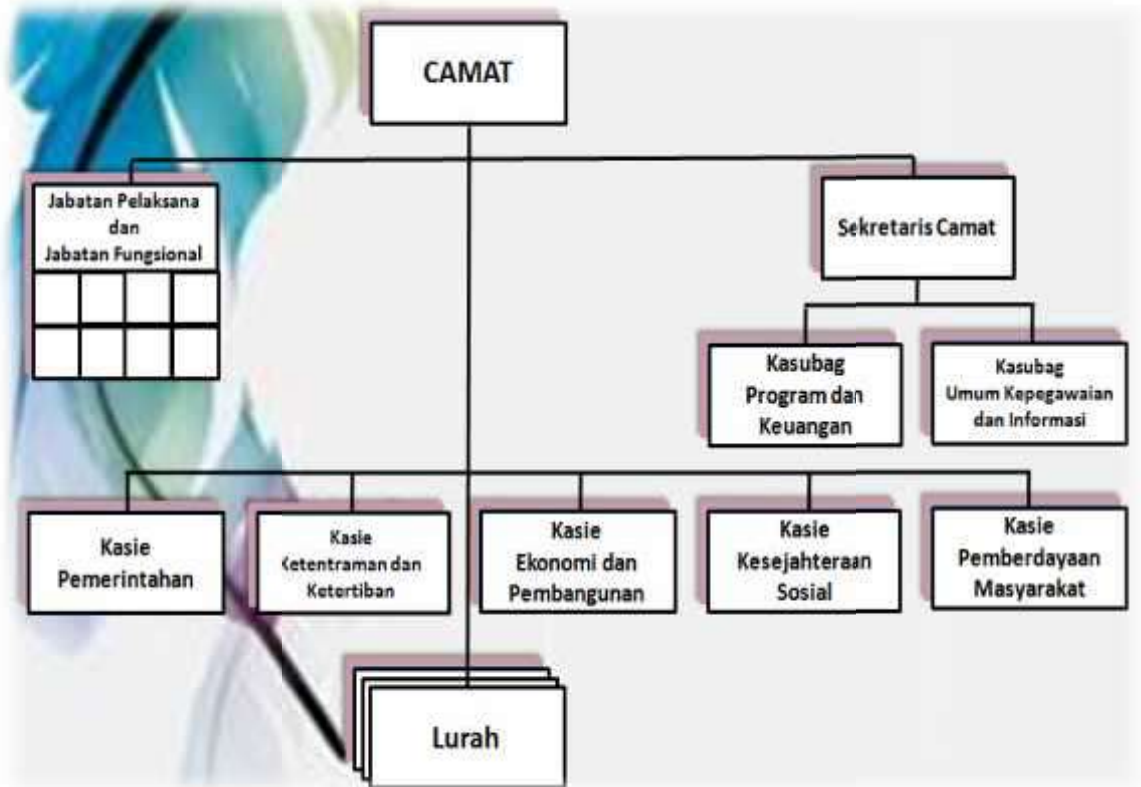 CAMAT
Jabatan Pelaksana
dan
Jabatan Fungsional
Sekretaris Camat
Kasubag
Program dan
Keuangan
Kasubag
Umum Kepegawaian
dan Informasi
Kasie
Pemerintahan
Kasie
Ketentraman dan
Ketertiban
Kasie
Ekonomi dan
Pembangunan
Kasie
Kesejahteraan
Sosial
Kasie
Pemberdayaan
Masyarakat
Lurah